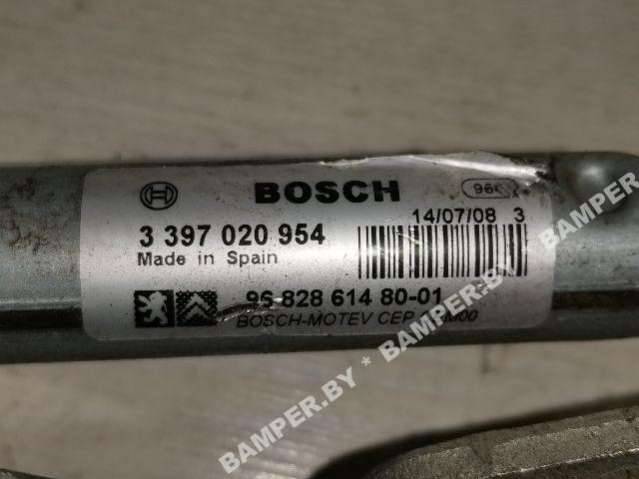 BOSCH
14/07/08 3
3 397 020 954
Made in Spain
96 828 614 80-01
BOSCH-MOTEV CEP
BAMPER.BY * BAMPER.BY * BAMPER.BY